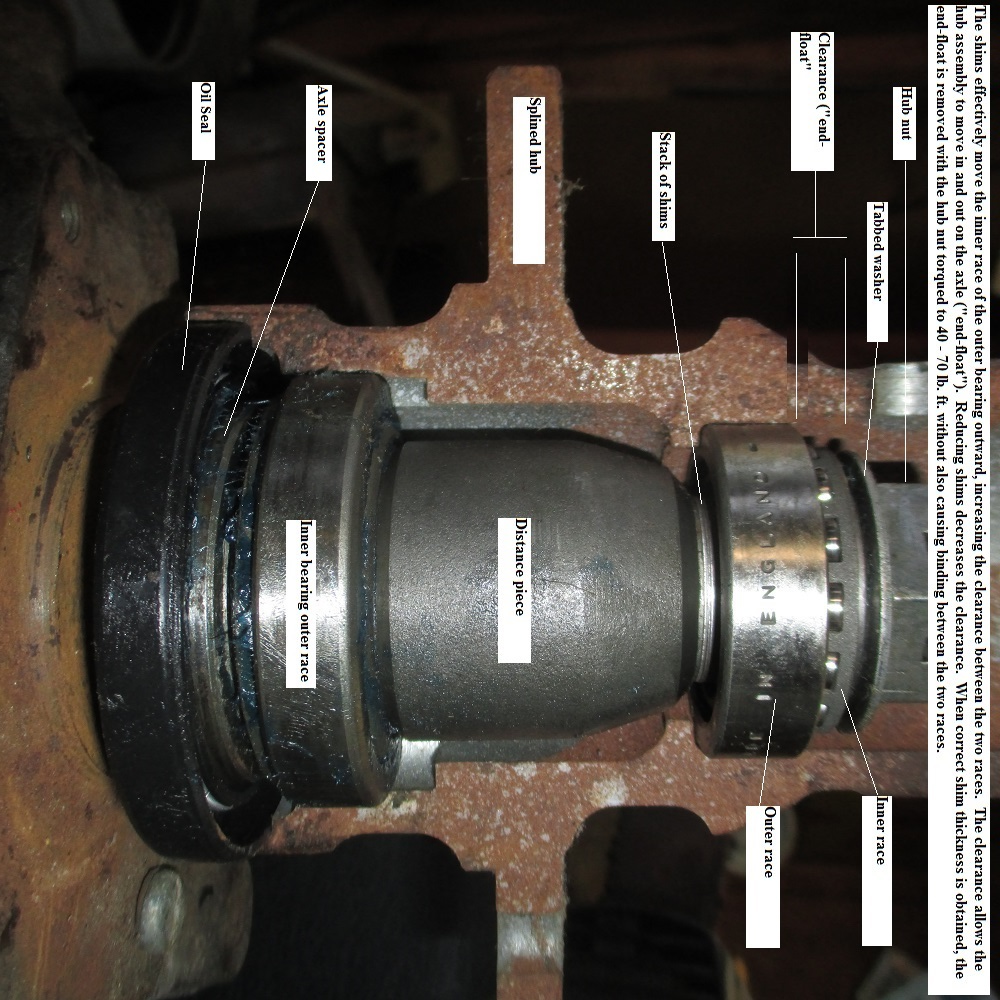 The shims effectively move the inner race of the outer bearing outward, increasing the clearance between the two races. The clearance allows the
hub assembly to move in and out on the axle ("end-float"). Reducing shims decreases the clearance. When correct shim thickness is obtained, the
end-float is removed with the hub nut torqued to 40 - 70 lb. ft. without also causing binding between the two races.
Hub nut
Tabbed washer
Clearance ("end-
float")
Stack of shims
Splined hub
Axle spacer
Oil Seal
Inner race
Outer race
Distance piece
Inner bearing outer race
ENGLAND